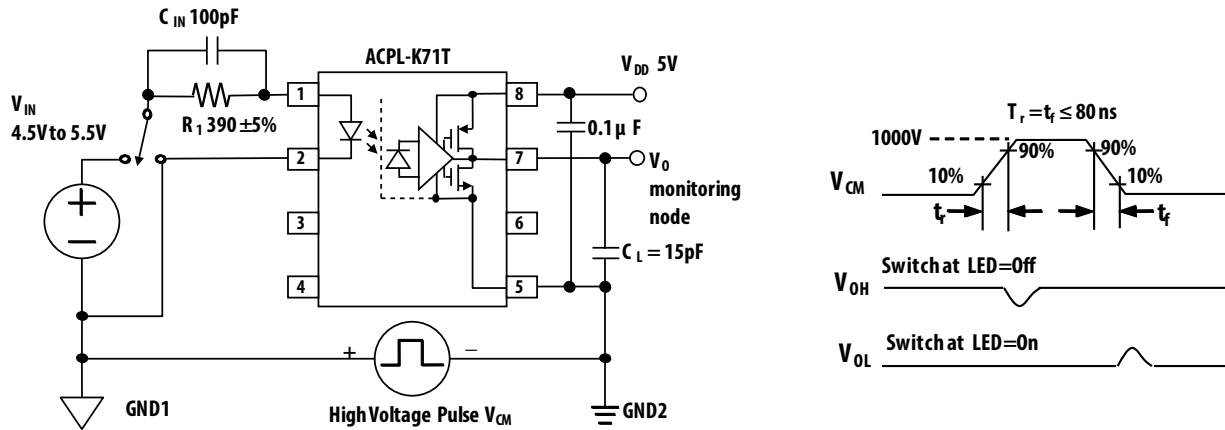 C IN 100pF
ACPL-K71T
V DD 5V
V IN
4.5V to 5.5V
R 1 390 ±5%
1
2
3
4
8
7
6
5
0.1µ F
V O
monitoring
node
C L = 15pF
+
−
+
−
GND1
High Voltage Pulse V CM
GND2
T r = t f ≤ 80 ns
1000V
90%
90%
10%
10%
V CM
t r
t f
Switch at LED=Off
V OH
Switch at LED=On
V OL